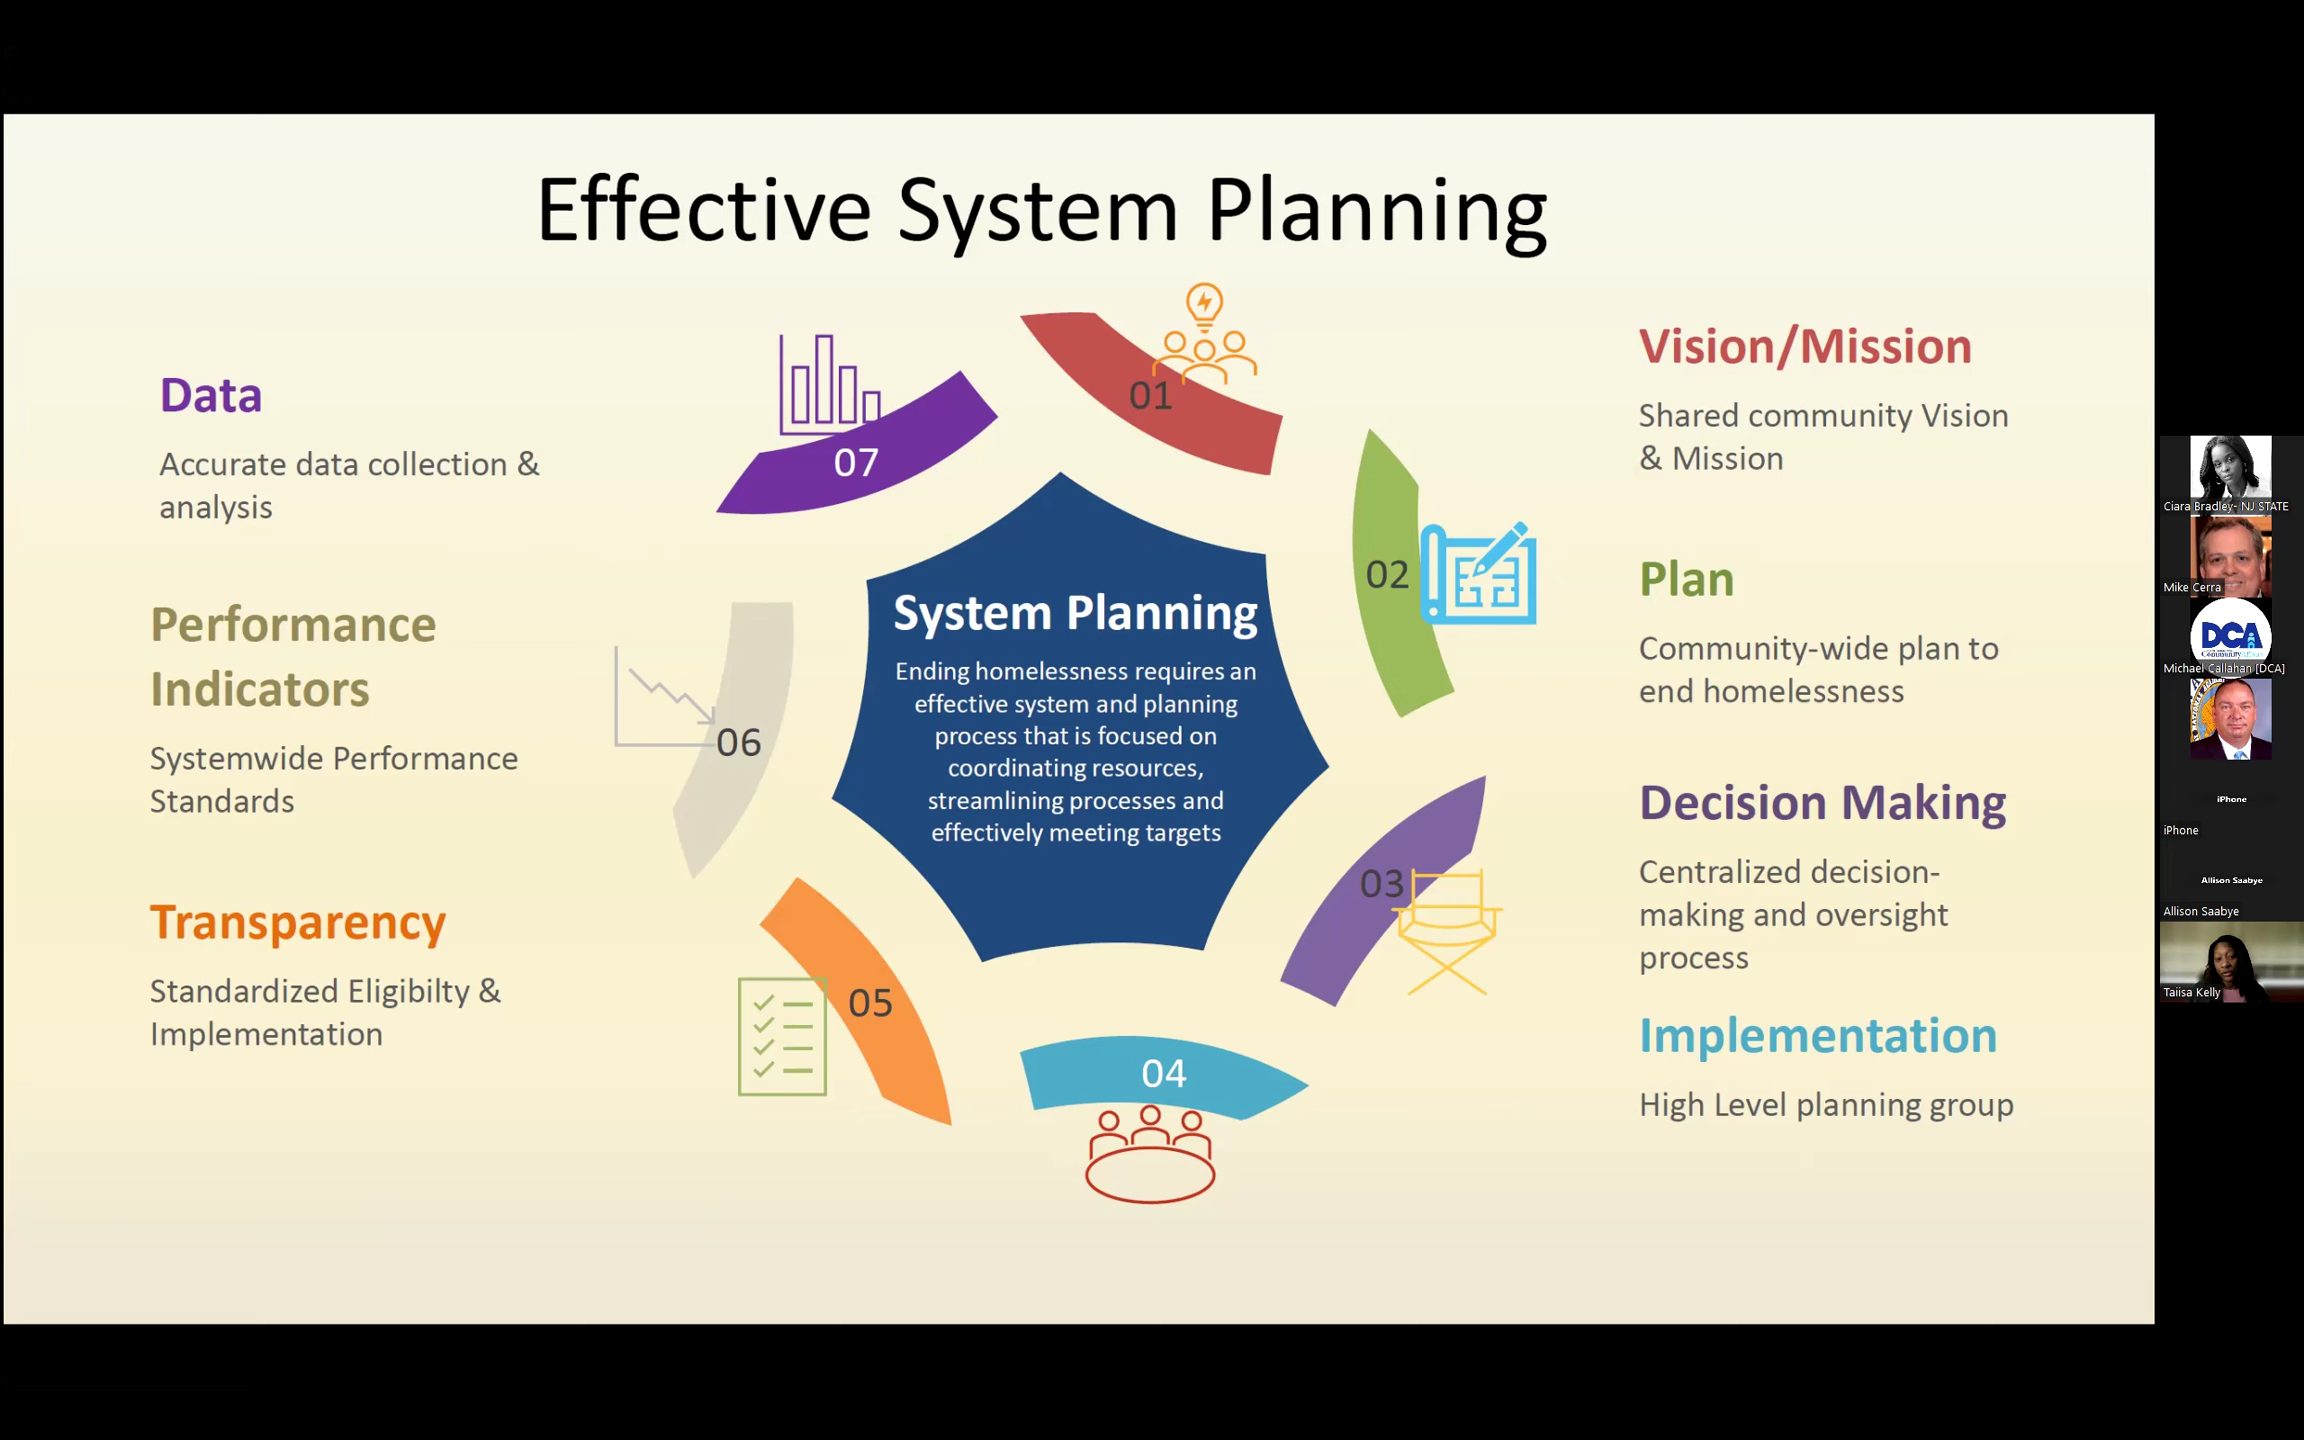 Effective System Planning
Data
Accurate data collection &
analysis
Performance
Indicators
Systemwide Performance
Standards
Transparency
Standardized Eligibilty &
Implementation
07
01
02
06
03
05
04
System Planning
Ending homelessness requires an
effective system and planning
process that is focused on
coordinating resources,
streamlining processes and
effectively meeting targets
Vision/Mission
Shared community Vision
& Mission
Plan
Community-wide plan to
end homelessness
Decision Making
Centralized decision-
making and oversight
process
Implementation
High Level planning group
Ciara Bradley- NJ STATE
Mike Cerra
DCA
Michael Callahan [DCA]
iPhone
iPhone
Allison Saabye
Allison Saabye
Taiisa Kelly